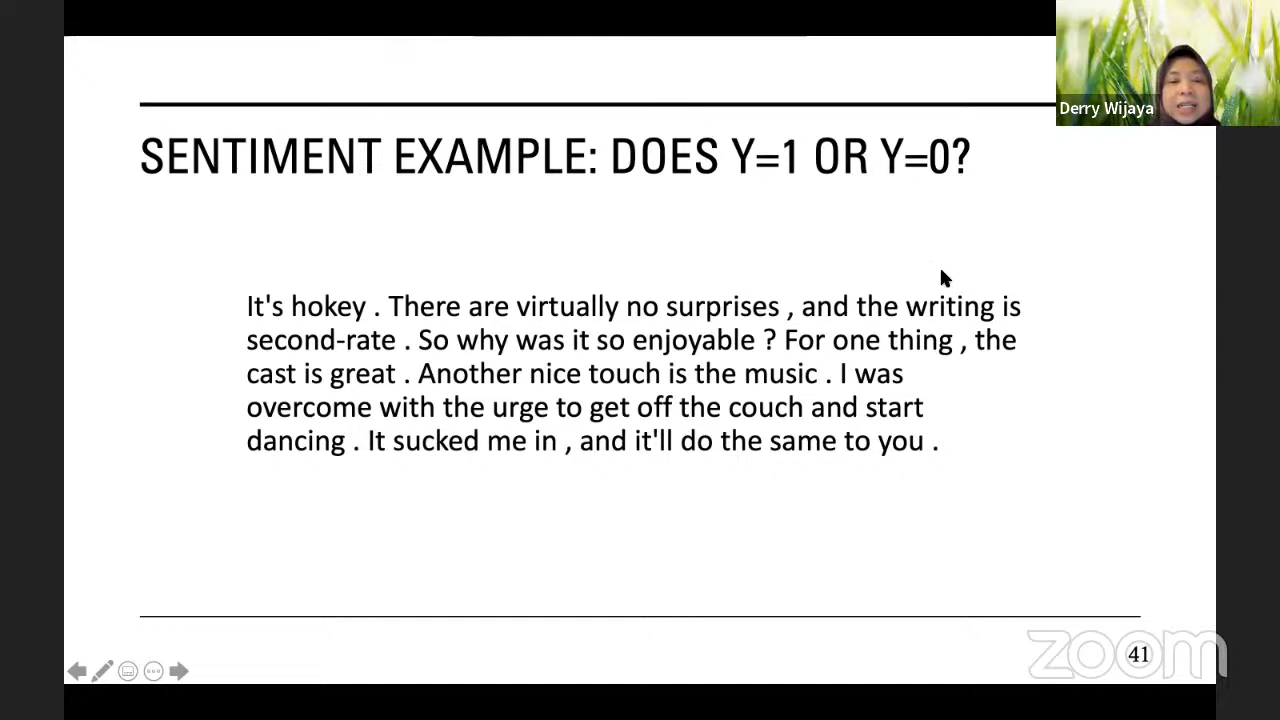 Derry Wijaya
SENTIMENT EXAMPLE: DOES Y=1 OR Y=0?
It's hokey . There are virtually no surprises , and the writing is
second-rate . So why was it so enjoyable ? For one thing , the
cast is great . Another nice touch is the music . I was
overcome with the urge to get off the couch and start
dancing . It sucked me in , and it'll do the same to you .
zoom
41